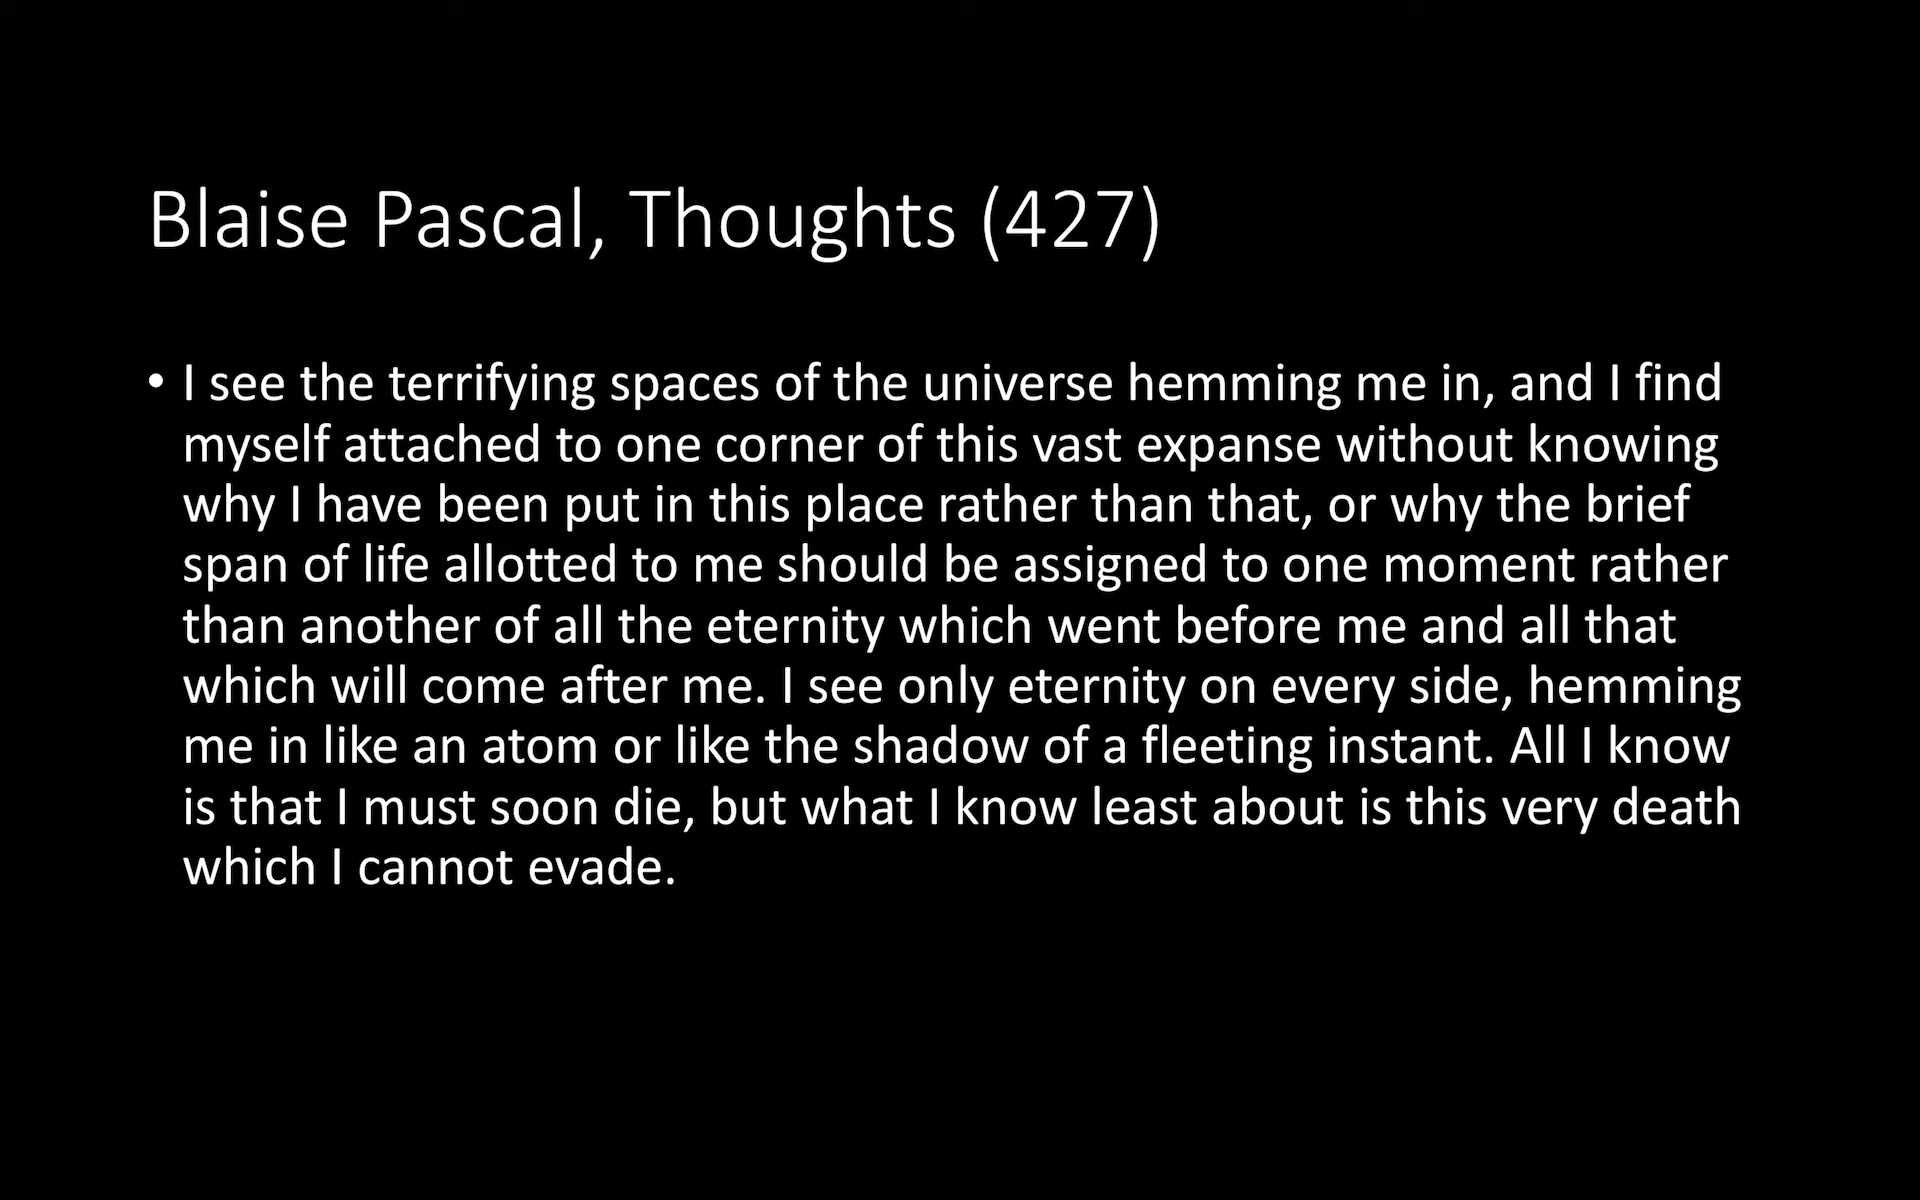 Blaise Pascal, Thoughts (427)
• I see the terrifying spaces of the universe hemming me in, and I find
myself attached to one corner of this vast expanse without knowing
why I have been put in this place rather than that, or why the brief
span of life allotted to me should be assigned to one moment rather
than another of all the eternity which went before me and all that
which will come after me. I see only eternity on every side, hemming
me in like an atom or like the shadow of a fleeting instant. All I know
is that I must soon die, but what I know least about is this very death
which I cannot evade.